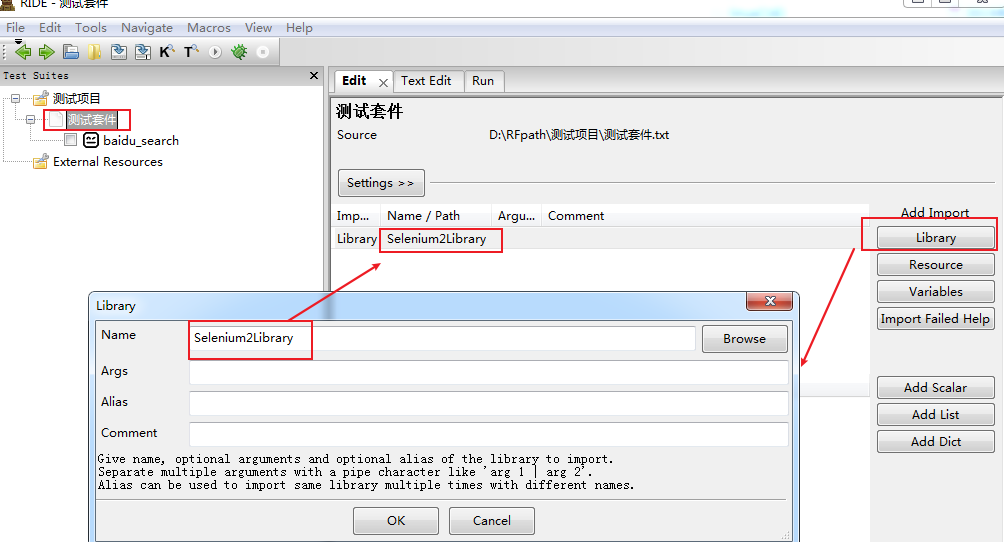 RIDE - 测试套件
File Edit Tools Navigate Macros View Help
K T
Test Suites
测试项目
测试套件
baidu_search
External Resources
Edit Text Edit Run
测试套件
Source D:\RFpath\测试项目\测试套件.txt
Settings >>
Imp... Name / Path Argu... Comment
Library Selenium2Library
Add Import
Library
Resource
Variables
Import Failed Help
Add Scalar
Add List
Add Dict
Library
Name Selenium2Library Browse
Args
Alias
Comment
Give name, optional arguments and optional alias of the library to import.
Separate multiple arguments with a pipe character like 'arg 1 | arg 2'.
Alias can be used to import same library multiple times with different names.
OK Cancel